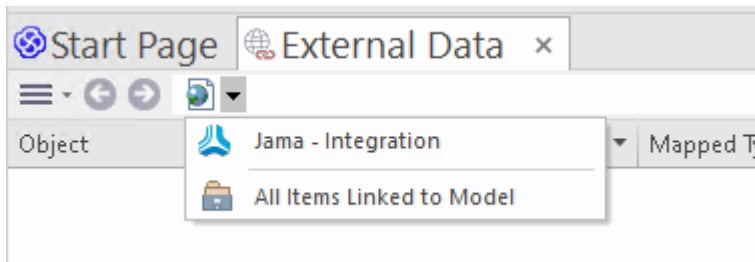 Start Page External Data ×
Object Mapped Ty
Jama - Integration
All Items Linked to Model